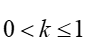 0 < k ≤ 1